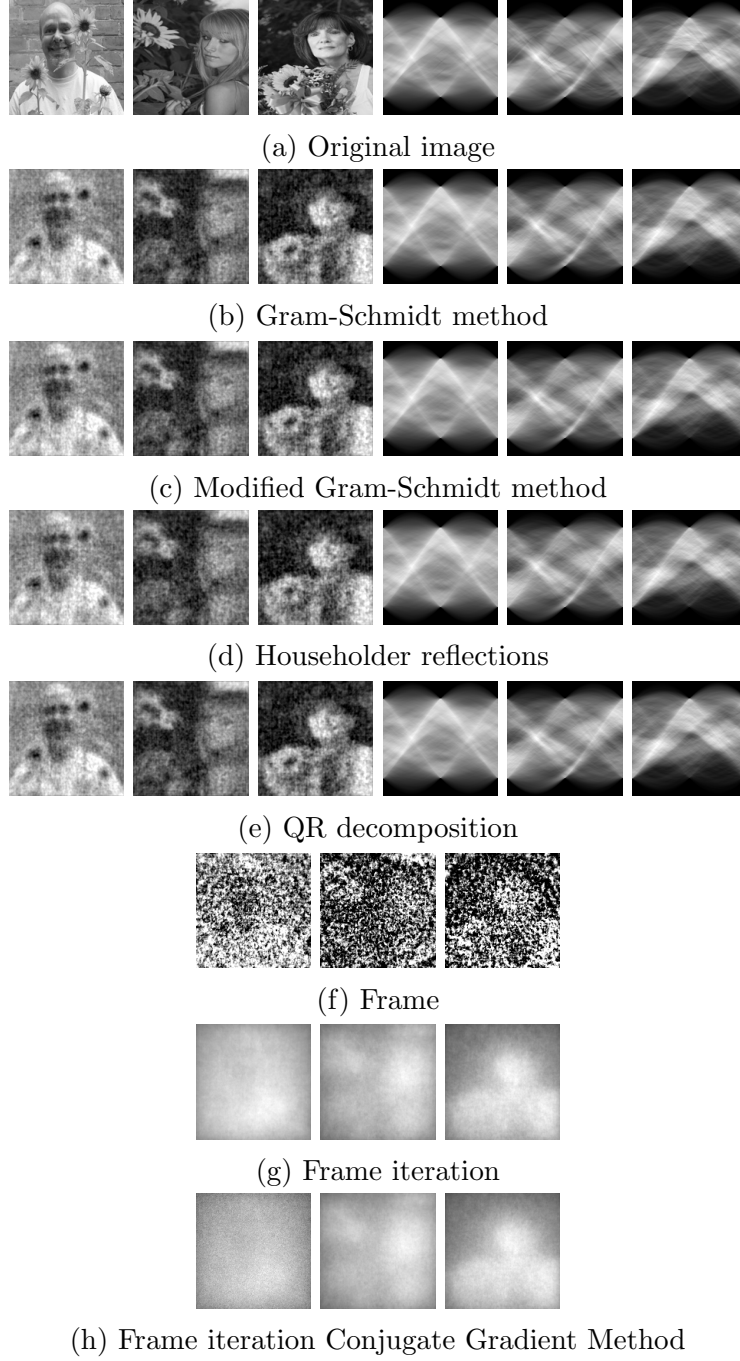 (a) Original image
(b) Gram-Schmidt method
(c) Modified Gram-Schmidt method
(d) Householder reflections
(e) QR decomposition
(f) Frame
(g) Frame iteration
(h) Frame iteration Conjugate Gradient Method